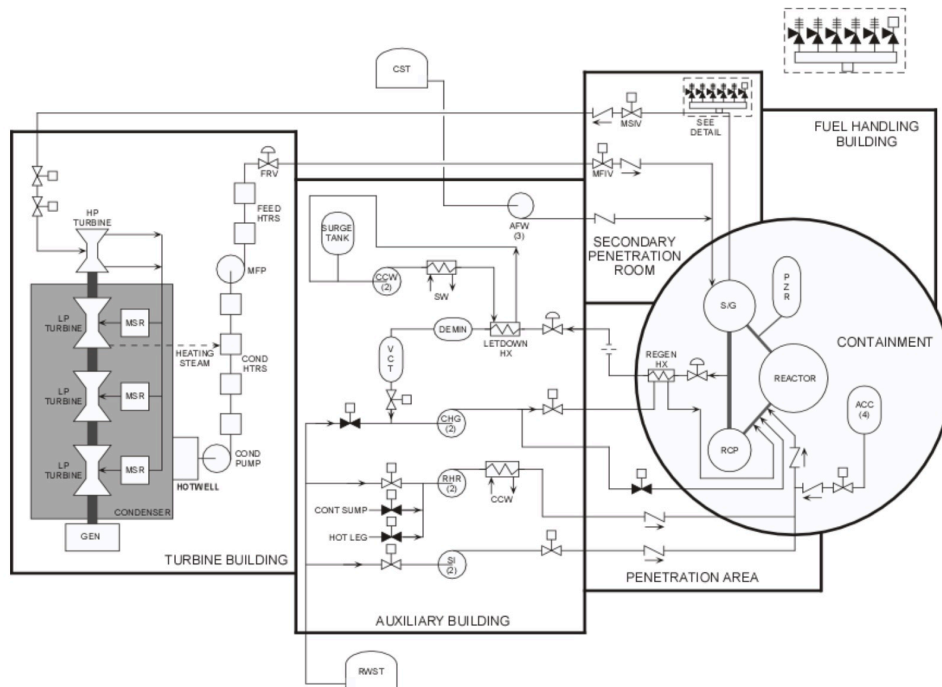 CST
MSIV
SEE
DETAIL
FUEL HANDLING
BUILDING
FRV
MFIV
HP
TURBINE
FEED
HTRS
SURGE
TANK
AFW
(3)
SECONDARY
PENETRATION
ROOM
MFP
CCW
(2)
SW
P
Z
R
S/G
LP
TURBINE
MSR
HEATING
STEAM
DEMIN
LETDOWN
HX
CONTAINMENT
V
C
T
COND
HTRS
REGEN
HX
REACTOR
LP
TURBINE
MSR
CHG
(2)
ACC
(4)
RCP
LP
TURBINE
MSR
COND
PUMP
HOTWELL
RHR
(2)
CCW
CONT SUMP
CONDENSER
HOT LEG
GEN
TURBINE BUILDING
SI
(2)
PENETRATION AREA
AUXILIARY BUILDING
RWST